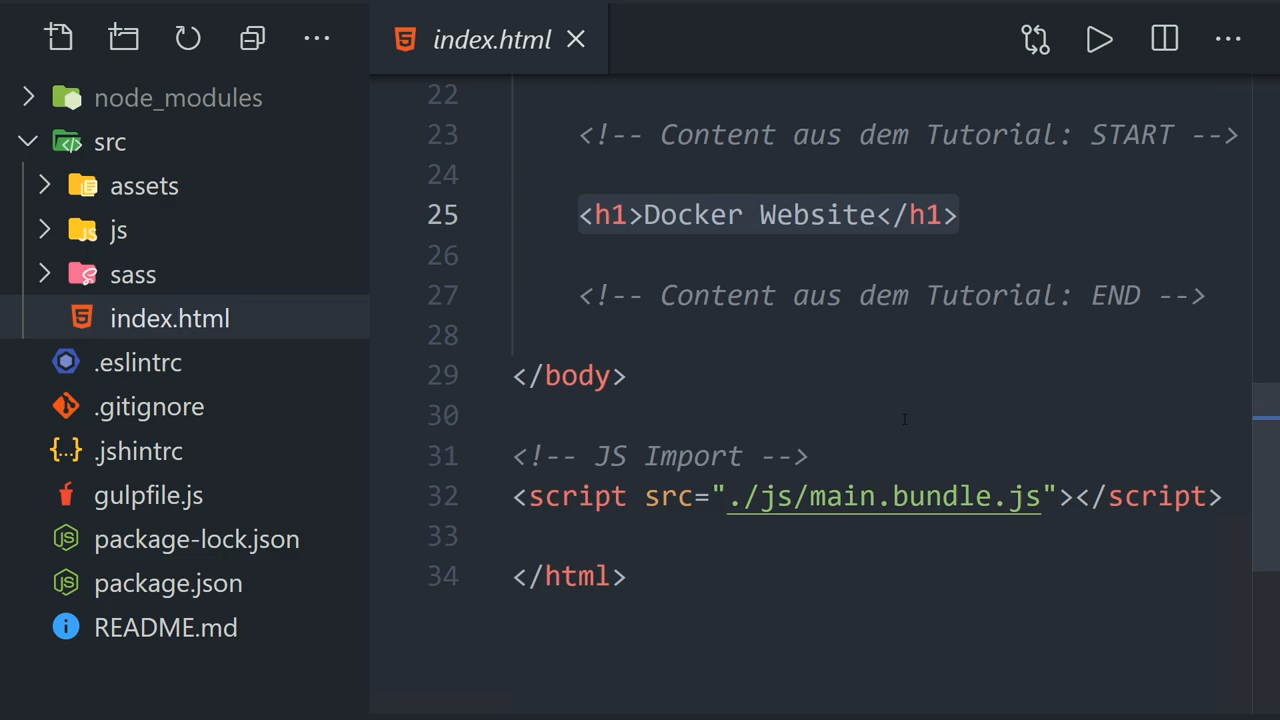 node_modules
src
assets
js
sass
index.html
.eslintrc
.gitignore
.jshintrc
gulpfile.js
package-lock.json
package.json
README.md
index.html
22
23 <!-- Content aus dem Tutorial: START -->
24
25 <h1>Docker Website</h1>
26
27 <!-- Content aus dem Tutorial: END -->
28
29 </body>
30
31 <!-- JS Import -->
32 <script src="./js/main.bundle.js"></script>
33
34 </html>